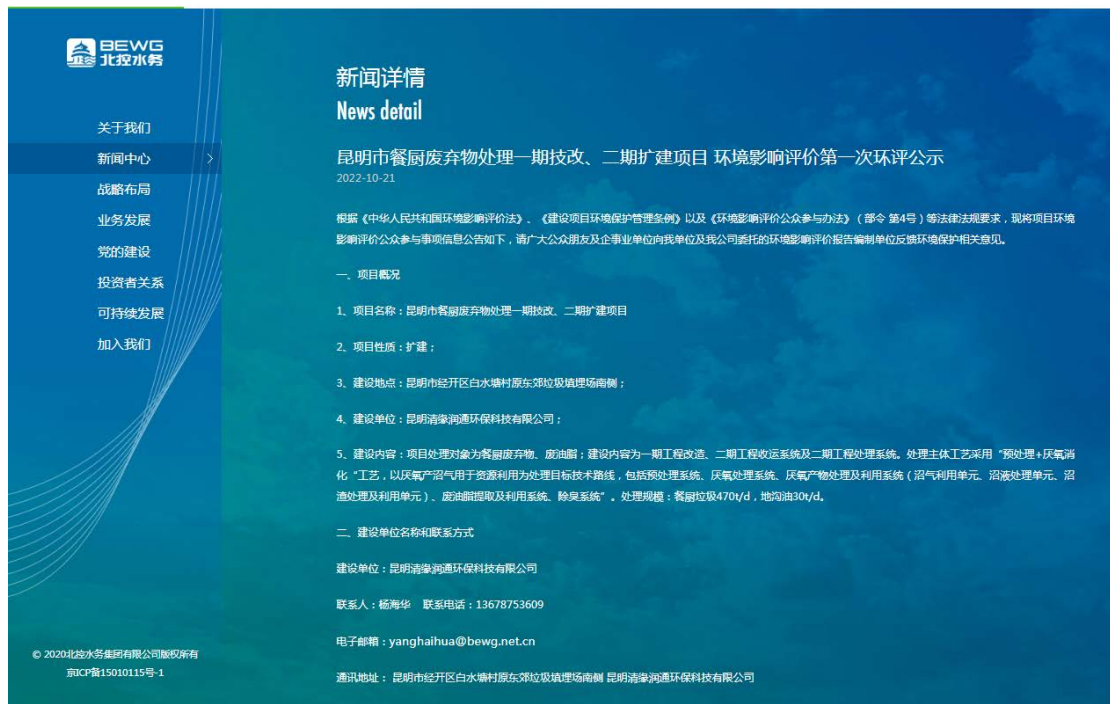 BEWG
北控水务
关于我们
新闻中心
战略布局
业务发展
党的建设
投资者关系
可持续发展
加入我们
© 2020北控水务集团有限公司版权所有
京ICP备15010115号-1
新闻详情
News detail
昆明市餐厨废弃物处理一期技改、二期扩建项目 环境影响评价第一次环评公示
2022-10-21
根据《中华人民共和国环境影响评价法》、《建设项目环境保护管理条例》以及《环境影响评价公众参与办法》（部令 第4号）等法律法规要求，现将项目环境
影响评价公众参与事项信息公告如下，请广大公众朋友及企事业单位向我单位及我公司委托的环境影响评价报告编制单位反馈环境保护相关意见。
一、项目概况
1、项目名称：昆明市餐厨废弃物处理一期技改、二期扩建项目
2、项目性质：扩建；
3、建设地点：昆明市经开区白水塘村原东郊垃圾填埋场南侧；
4、建设单位：昆明清缘润通环保科技有限公司；
5、建设内容：项目处理对象为餐厨废弃物、废油脂；建设内容为一期工程改造、二期工程收运系统及二期工程处理系统。处理主体工艺采用“预处理+厌氧消
化“工艺，以厌氧产沼气用于资源利用为处理目标技术路线，包括预处理系统、厌氧处理系统、厌氧产物处理及利用系统（沼气利用单元、沼液处理单元、沼
渣处理及利用单元）、废油脂提取及利用系统、除臭系统”。处理规模：餐厨垃圾470t/d，地沟油30t/d。
二、建设单位名称和联系方式
建设单位：昆明清缘润通环保科技有限公司
联系人：杨海华 联系电话：13678753609
电子邮箱：yanghaihua@bewg.net.cn
通讯地址： 昆明市经开区白水塘村原东郊垃圾填埋场南侧 昆明清缘润通环保科技有限公司